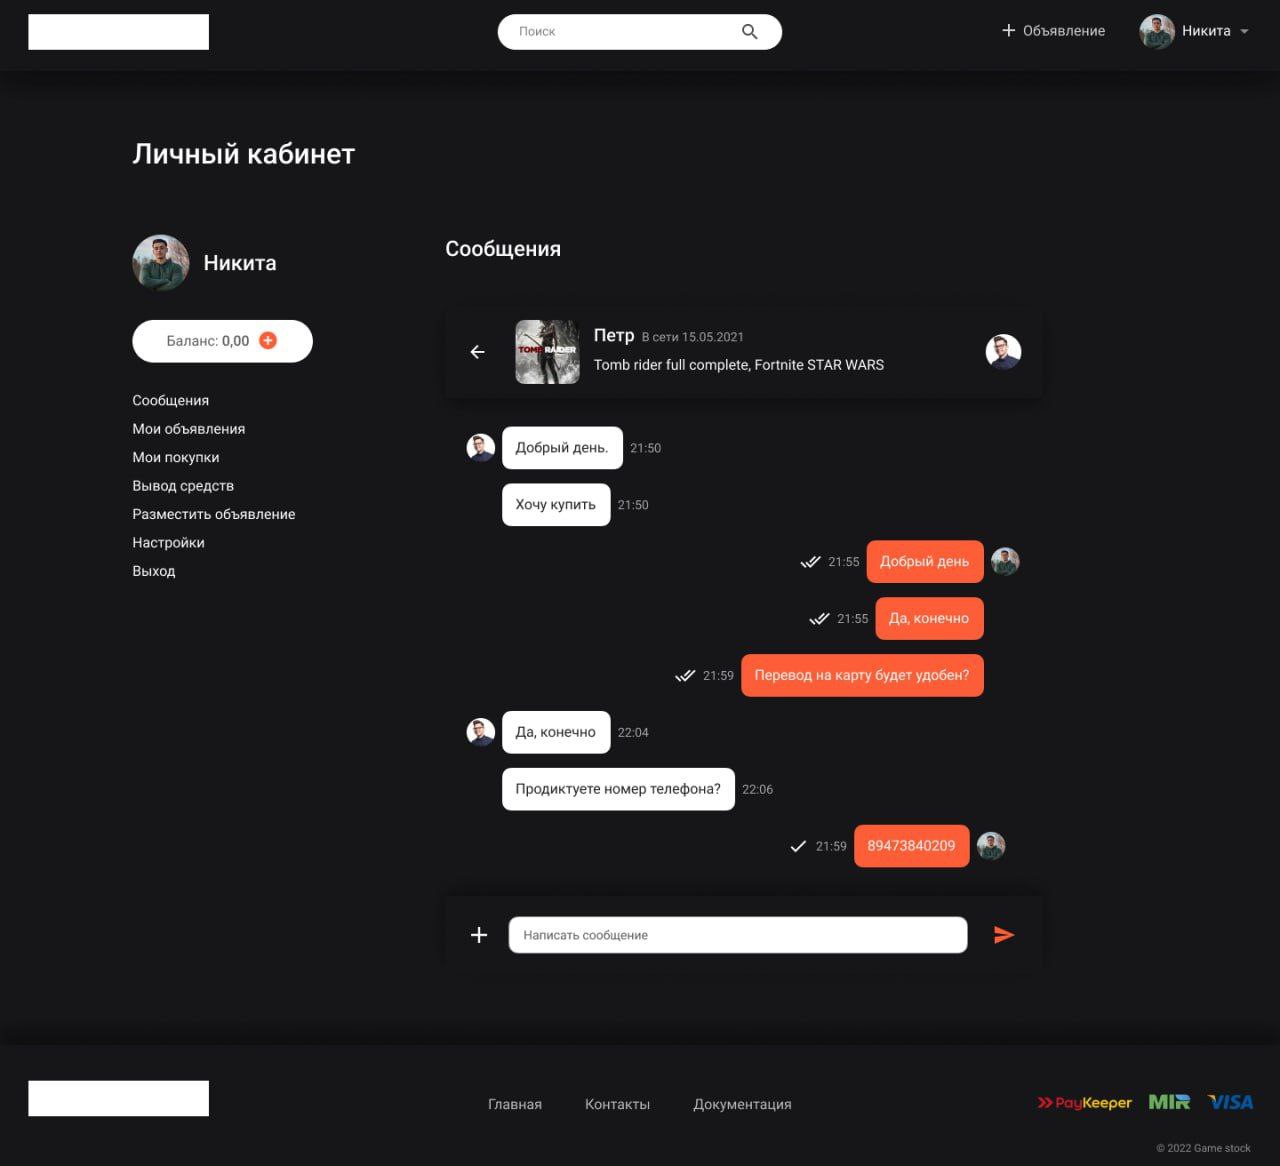 Поиск
Объявление
Никита
Личный кабинет
Никита
Баланс: 0,00
Сообщения
Мои объявления
Мои покупки
Вывод средств
Разместить объявление
Настройки
Выход
Сообщения
TOMB RAIDER
Петр В сети 15.05.2021
Tomb rider full complete, Fortnite STAR WARS
Добрый день. 21:50
Хочу купить 21:50
21:55 Добрый день
21:55 Да, конечно
21:59 Перевод на карту будет удобен?
Да, конечно 22:04
Продиктуете номер телефона? 22:06
21:59 89473840209
Написать сообщение
Главная
Контакты
Документация
PayKeeper
MIR
VISA
© 2022 Game stock